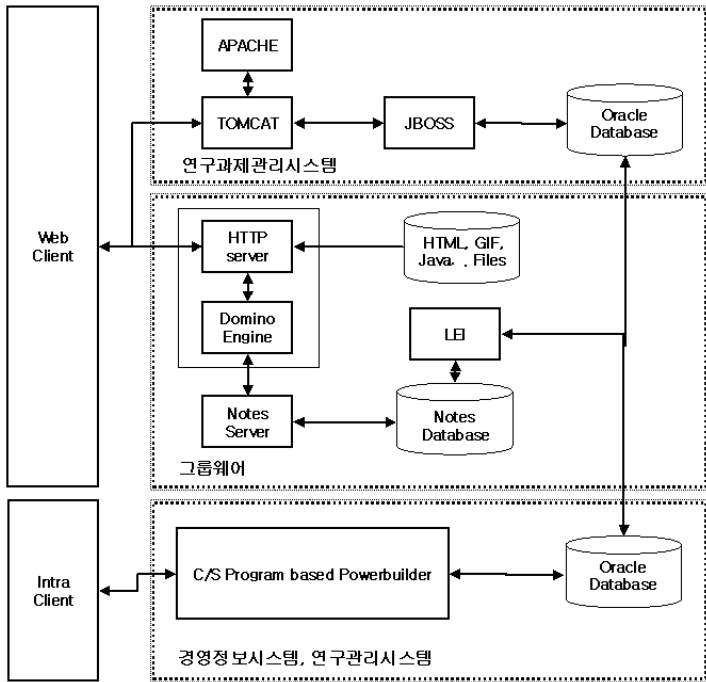 APACHE
TOMCAT
JBOSS
Oracle
Database
연구과제관리시스템
Web
Client
HTTP
server
HTML, GIF,
Java, , Files
Domino
Engine
LEI
Notes
Server
Notes
Database
그룹웨어
Intra
Client
C/S Program based Powerbuilder
Oracle
Database
경영정보시스템, 연구관리시스템